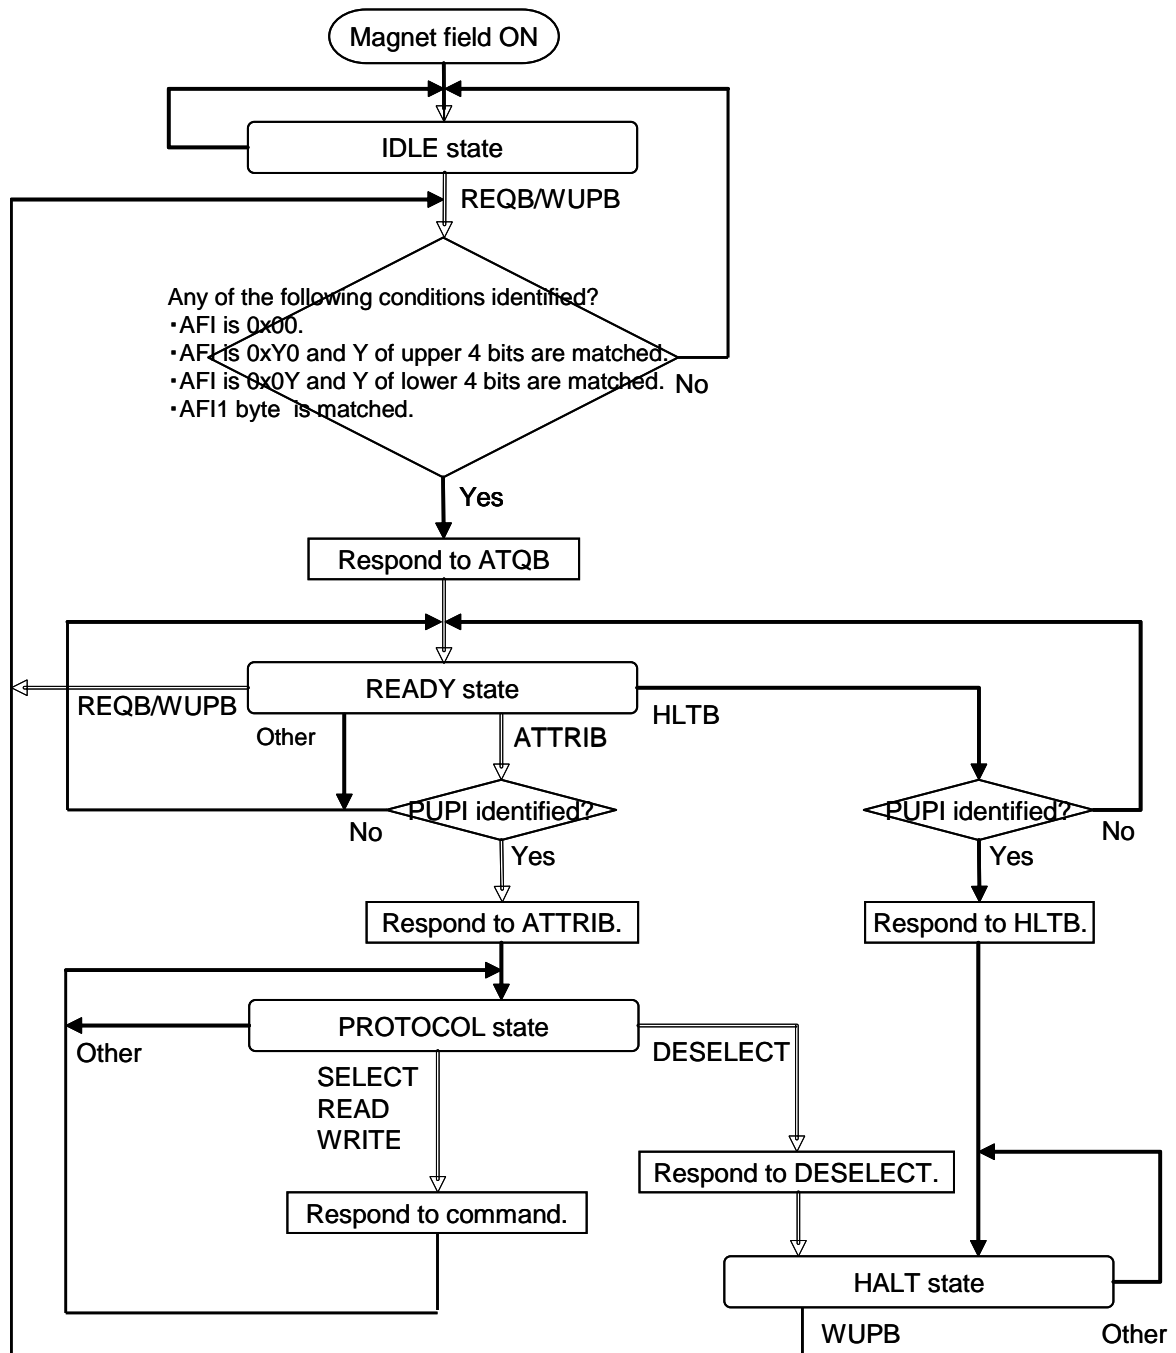 Magnet field ON
IDLE state
REQB/WUPB
Any of the following conditions identified?
・AFI is 0x00.
・AFI is 0xY0 and Y of upper 4 bits are matched.
・AFI is 0x0Y and Y of lower 4 bits are matched.
No
・AFI1 byte  is matched.
Yes
Respond to ATQB
READY state
REQB/WUPB
Other
ATTRIB
HLTB
PUPI identified?
No
Yes
PUPI identified?
No
Yes
Respond to ATTRIB.
Respond to HLTB.
PROTOCOL state
Other
DESELECT
SELECT
READ
WRITE
Respond to DESELECT.
Respond to command.
HALT state
WUPB
Other